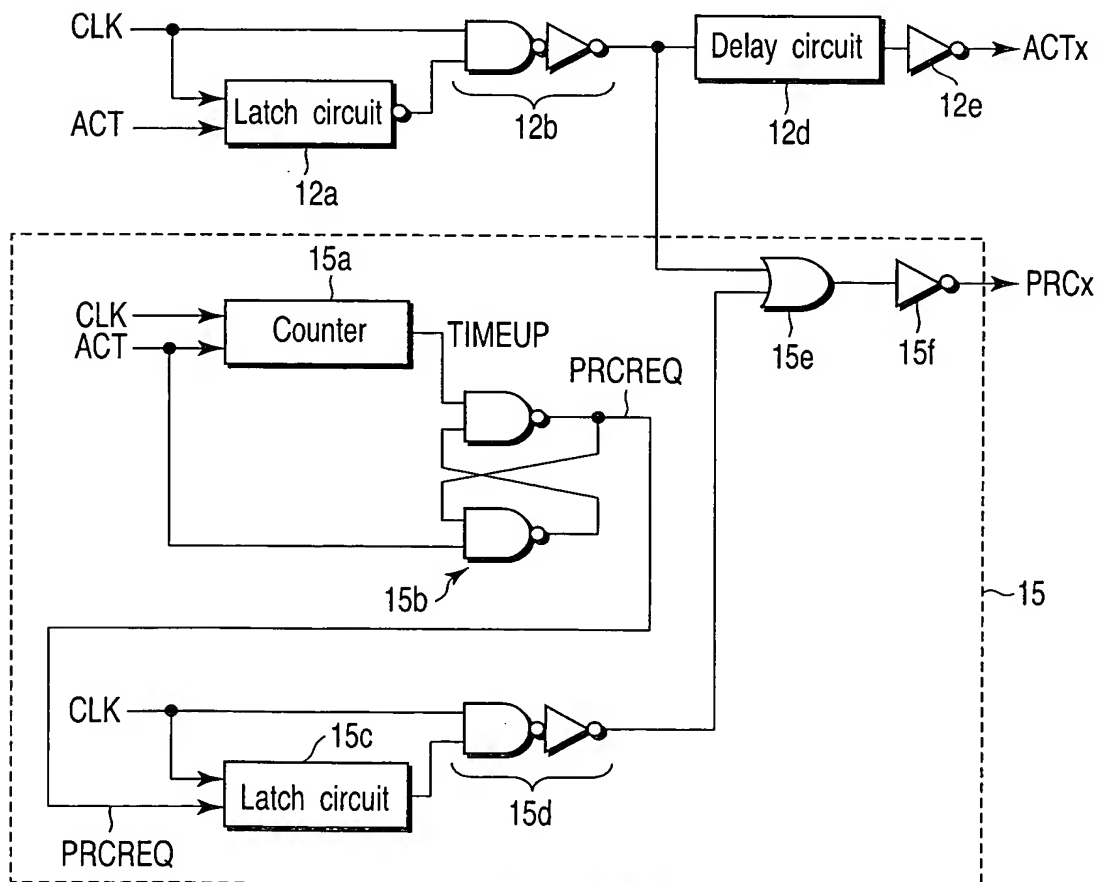 CLK
Delay circuit
ACTx
Latch circuit
ACT
12b
12d
12e
12a
15a
CLK
Counter
ACT
TIMEUP
PRCREQ
15e
15f
PRCx
15b
15
CLK
15c
Latch circuit
15d
PRCREQ